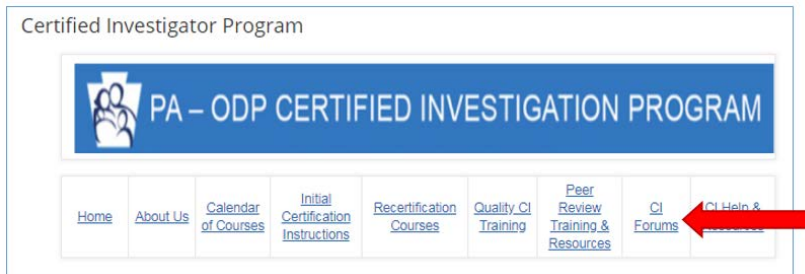 Certified Investigator Program
PA – ODP CERTIFIED INVESTIGATION PROGRAM
Home
About Us
Calendar
of Courses
Initial
Certification
Instructions
Recertification
Courses
Quality CI
Training
Peer
Review
Training &
Resources
CI
Forums
CI Help &